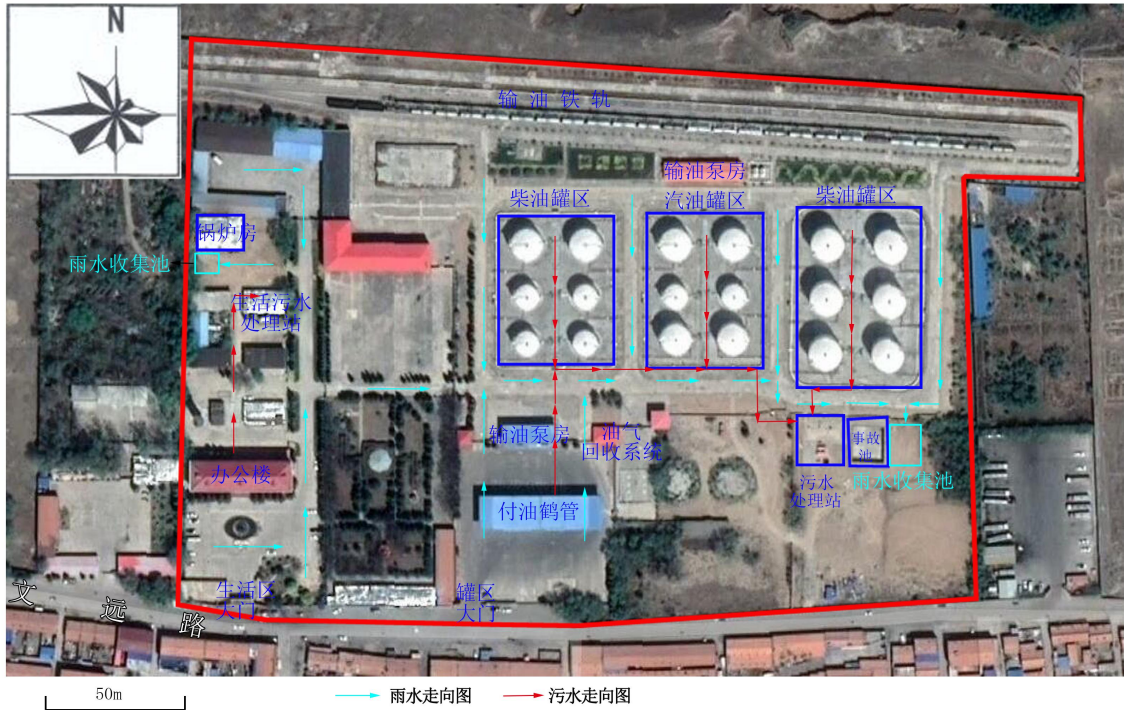 N
输油铁轨
输油泵房
柴油罐区
汽油罐区
柴油罐区
锅炉房
雨水收集池
生活污水
处理站
输油泵房
油气
回收系统
事故
池
办公楼
污水
处理站
雨水收集池
付油鹤管
生活区
大门
罐区
大门
文远路
50m
雨水走向图
污水走向图